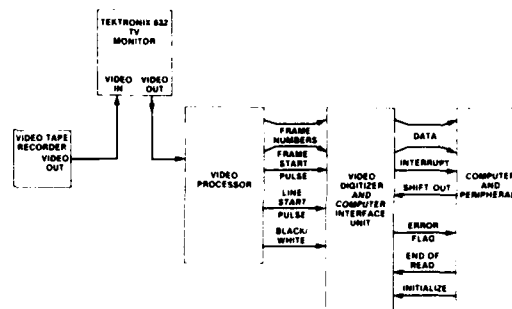 TEKTRONIX 632
TV
MONITOR
VIDEO IN
VIDEO OUT
VIDEO TAPE
RECORDER
VIDEO
OUT
VIDEO
PROCESSOR
FRAME
NUMBERS
FRAME
START
PULSE
LINE
START
PULSE
BLACK/
WHITE
VIDEO
DIGITIZER
AND
COMPUTER
INTERFACE
UNIT
DATA
INTERRUPT
SHIFT OUT
ERROR
FLAG
END OF
READ
INITIALIZE
COMPUTER
AND
PERIPHERAL